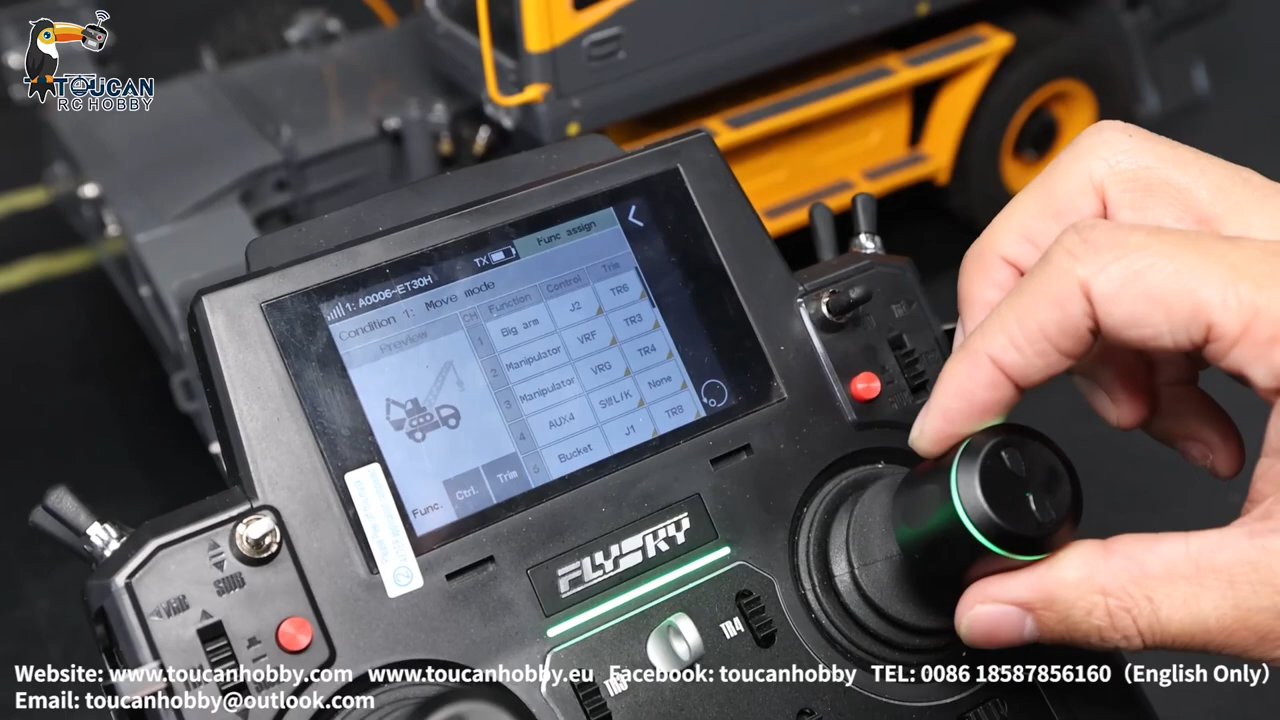 TOUCAN
RC HOBBY
1: A0006~ET30H
TX
Func assign
Condition 1: Move mode
Preview
CH Function Control Trim
1 Big arm J2 TR6
2 Manipulator VRF TR3
3 Manipulator VRG TR4
4 AUX4 S@L/K None
5 Bucket J1 TR8
Func. Ctrl. Trim
FLYSKY
TR4
Website: www.toucanhobby.com www.toucanhobby.eu Facebook: toucanhobby TEL: 0086 18587856160（English Only)
Email: toucanhobby@outlook.com